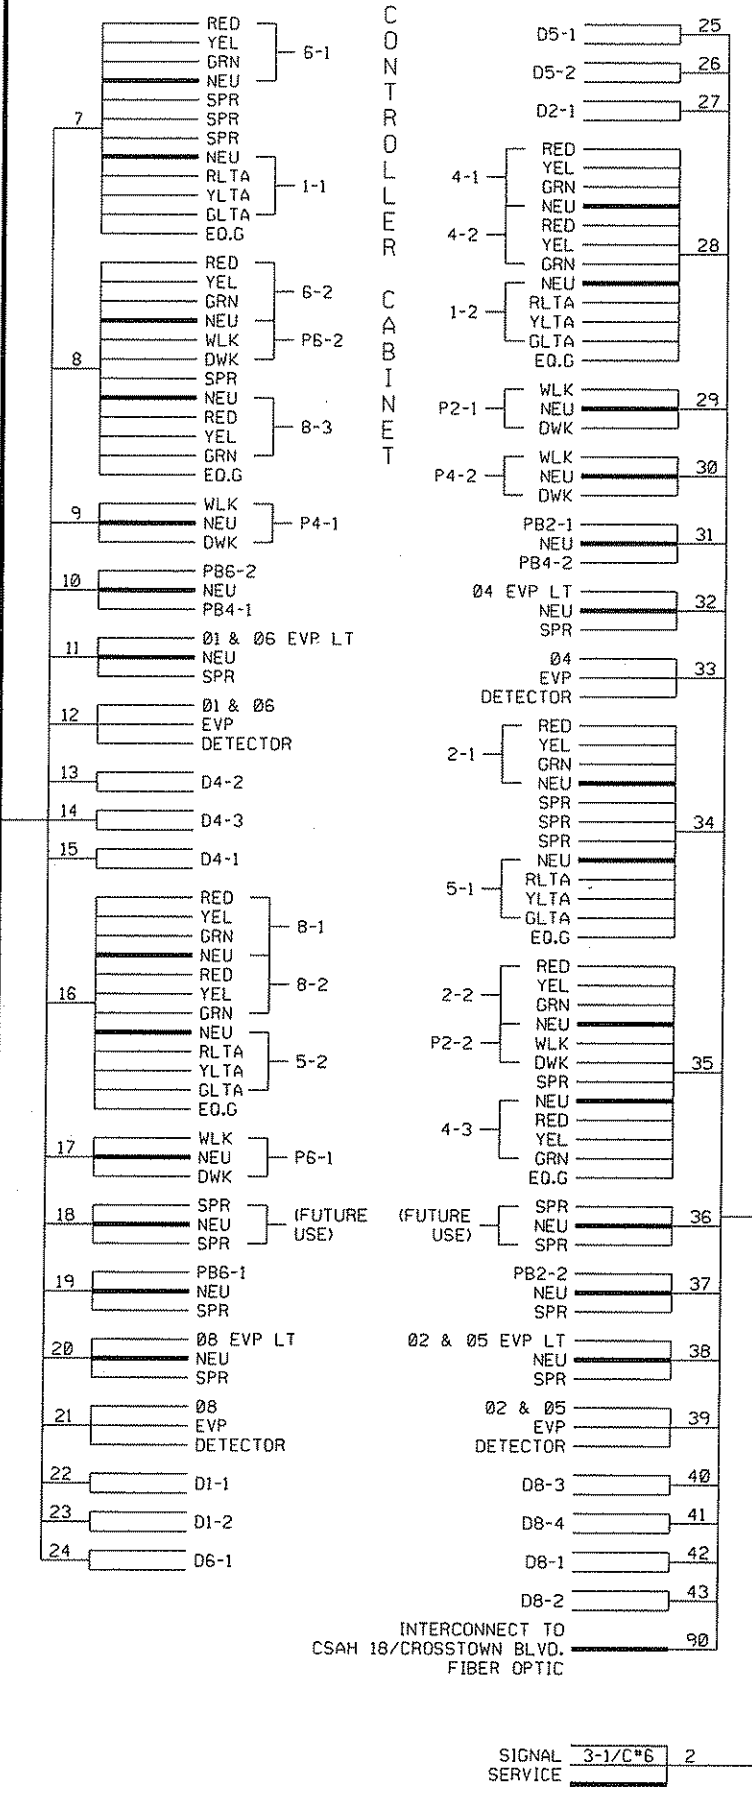 CONTROLLER CABINET
7
RED
YEL
GRN
NEU
6-1
SPR
SPR
SPR
NEU
RLTA
YLTA
GLTA
1-1
EQ.G
8
RED
YEL
GRN
NEU
6-2
WLK
DWK
P6-2
SPR
NEU
RED
YEL
GRN
8-3
EQ.G
9
WLK
NEU
DWK
P4-1
10
PB6-2
NEU
PB4-1
11
Ø1 & Ø6 EVP LT
NEU
SPR
12
Ø1 & Ø6
EVP
DETECTOR
13
D4-2
14
D4-3
15
D4-1
16
RED
YEL
GRN
NEU
8-1
RED
YEL
GRN
8-2
NEU
RLTA
YLTA
GLTA
5-2
EQ.G
17
WLK
NEU
DWK
P6-1
18
SPR
NEU
SPR
(FUTURE
USE)
19
PB6-1
NEU
SPR
20
Ø8 EVP LT
NEU
SPR
21
Ø8
EVP
DETECTOR
22
D1-1
23
D1-2
24
D6-1
D5-1
25
D5-2
26
D2-1
27
4-1
RED
YEL
GRN
NEU
4-2
RED
YEL
GRN
28
1-2
NEU
RLTA
YLTA
GLTA
EQ.G
P2-1
WLK
NEU
DWK
29
P4-2
WLK
NEU
DWK
30
PB2-1
NEU
PB4-2
31
Ø4 EVP LT
NEU
SPR
32
Ø4
EVP
DETECTOR
33
2-1
RED
YEL
GRN
NEU
SPR
SPR
SPR
34
5-1
NEU
RLTA
YLTA
GLTA
EQ.G
2-2
RED
YEL
GRN
NEU
P2-2
WLK
DWK
SPR
35
4-3
NEU
RED
YEL
GRN
EQ.G
(FUTURE
USE)
SPR
NEU
SPR
36
PB2-2
NEU
SPR
37
Ø2 & Ø5 EVP LT
NEU
SPR
38
Ø2 & Ø5
EVP
DETECTOR
39
D8-3
40
D8-4
41
D8-1
42
D8-2
43
INTERCONNECT TO
CSAH 18/CROSSTOWN BLVD.
FIBER OPTIC
90
SIGNAL
SERVICE
3-1/C#6
2